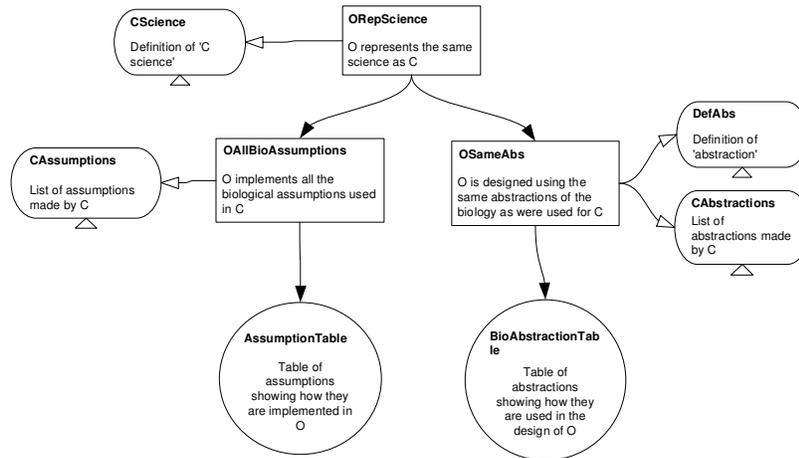 CScience
Definition of 'C
science'
ORepScience
O represents the same
science as C
CAssumptions
List of assumptions
made by C
OAllBioAssumptions
O implements all the
biological assumptions used
in C
OSameAbs
O is designed using the
same abstractions of the
biology as were used for C
DefAbs
Definition of
'abstraction'
CAbstractions
List of
abstractions made
by C
AssumptionTable
Table of
assumptions
showing how they
are implemented in
O
BioAbstractionTab
le
Table of
abstractions
showing how they
are used in the
design of O